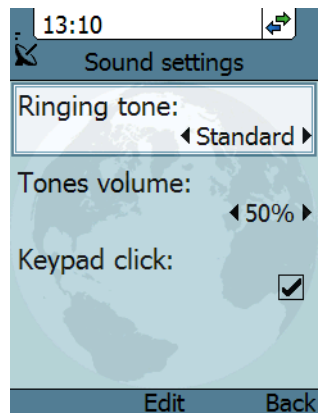 13:10
Sound settings
Ringing tone:
Standard
Tones volume:
50%
Keypad click:
Edit Back